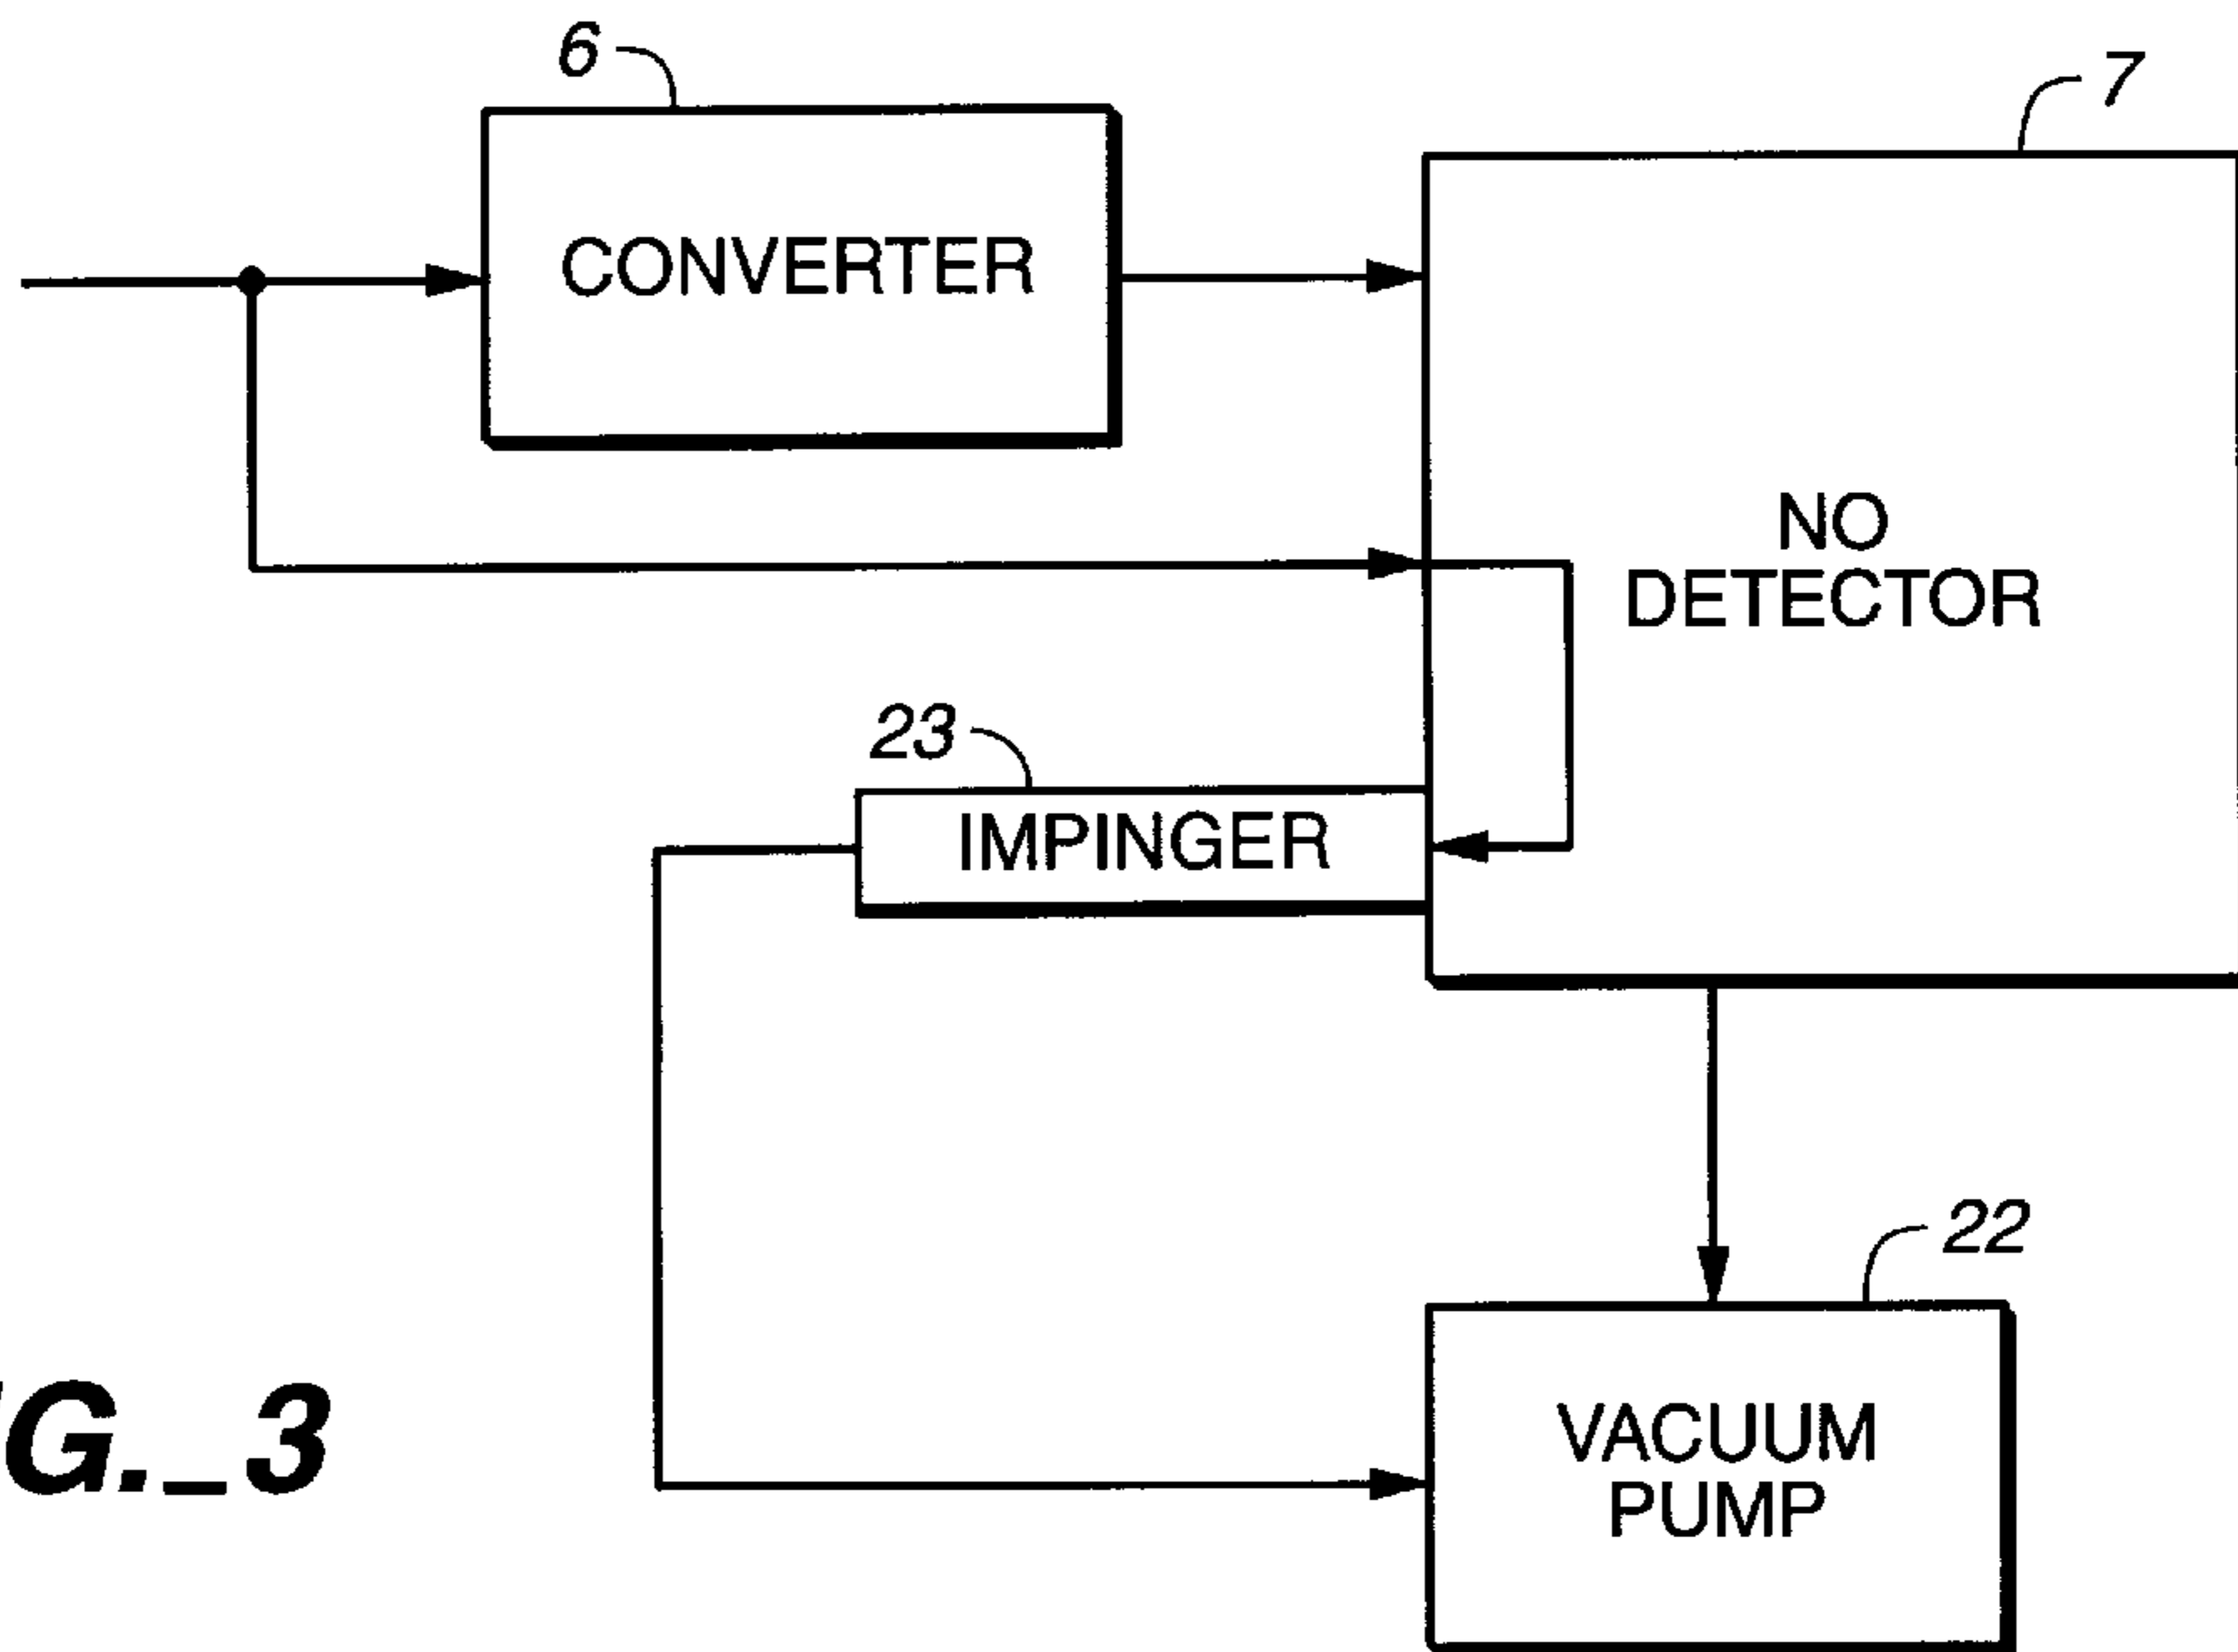 6
7
CONVERTER
NO
DETECTOR
23
IMPINGER
22
VACUUM
PUMP
G._3